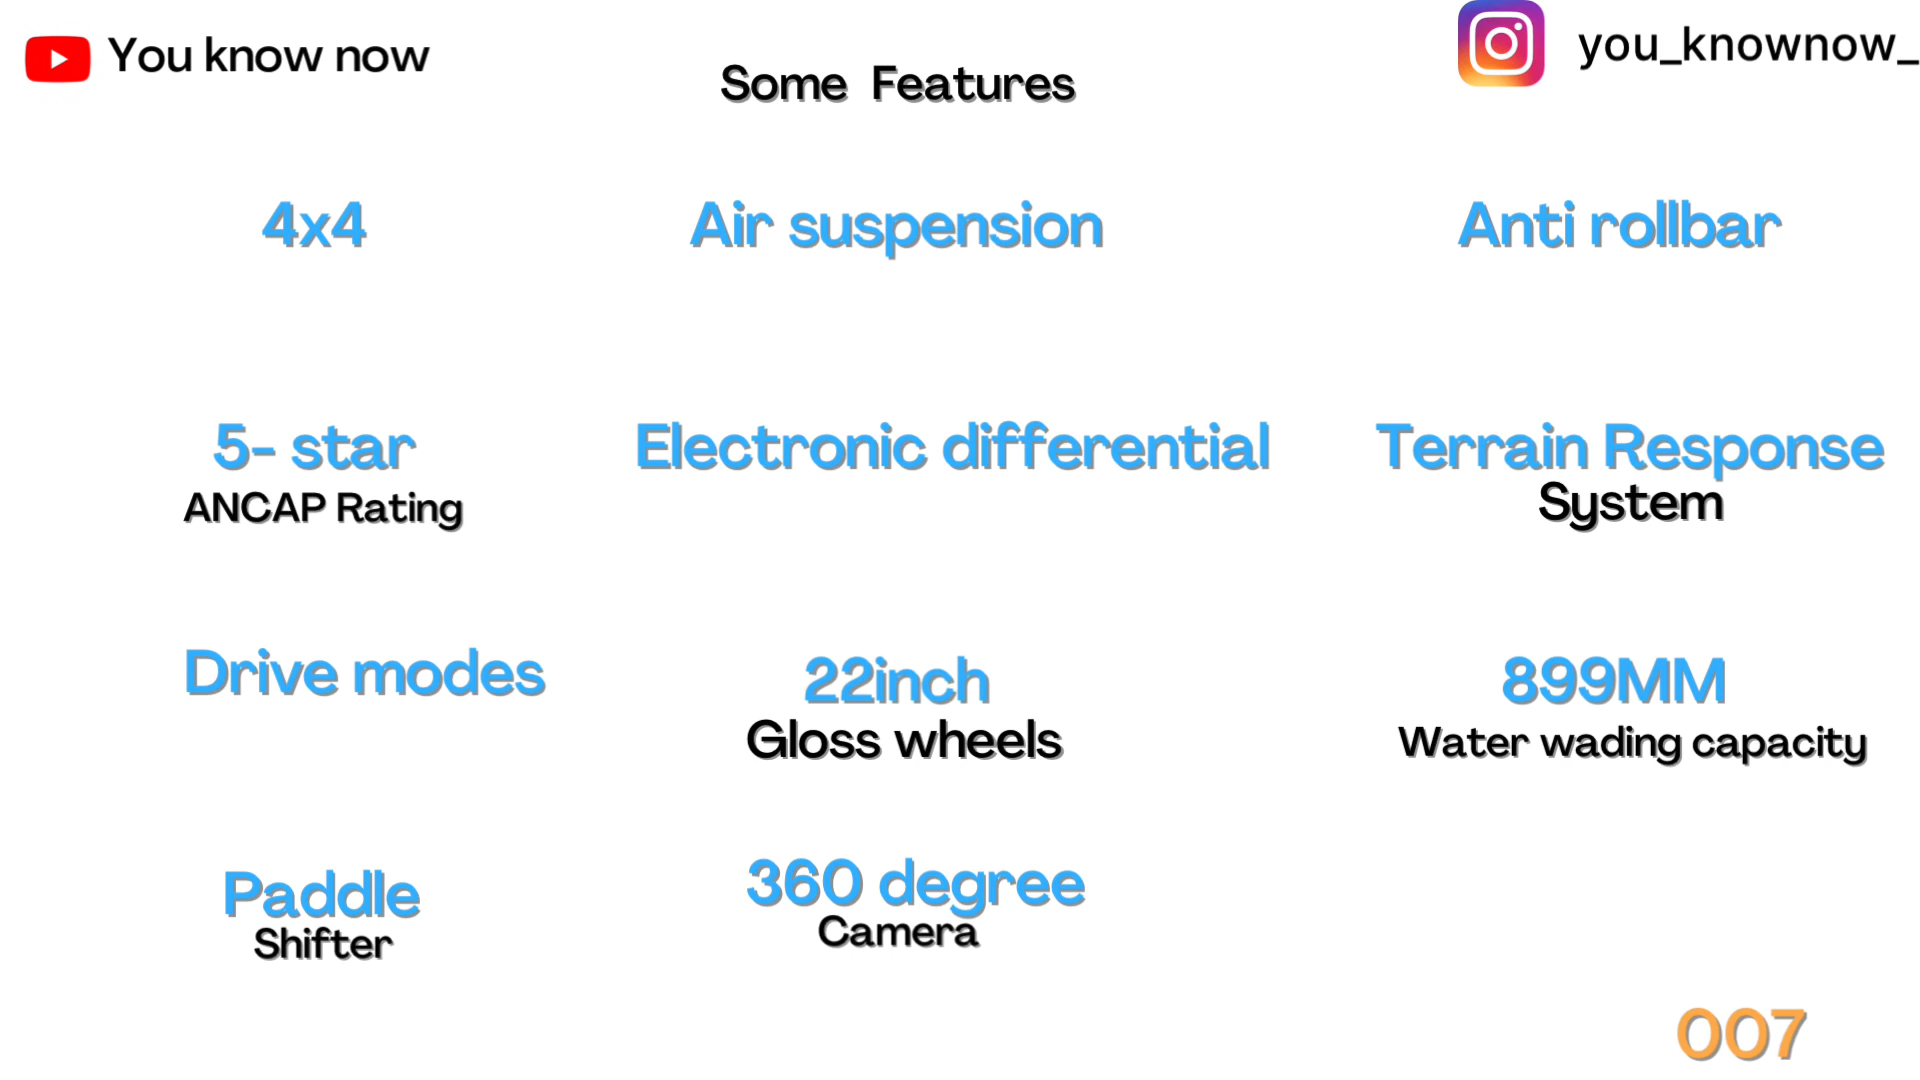 You know now
you_knownow_
Some Features
4x4
Air suspension
Anti rollbar
5- star
ANCAP Rating
Electronic differential
Terrain Response
System
Drive modes
22inch
Gloss wheels
899MM
Water wading capacity
Paddle
Shifter
360 degree
Camera
007